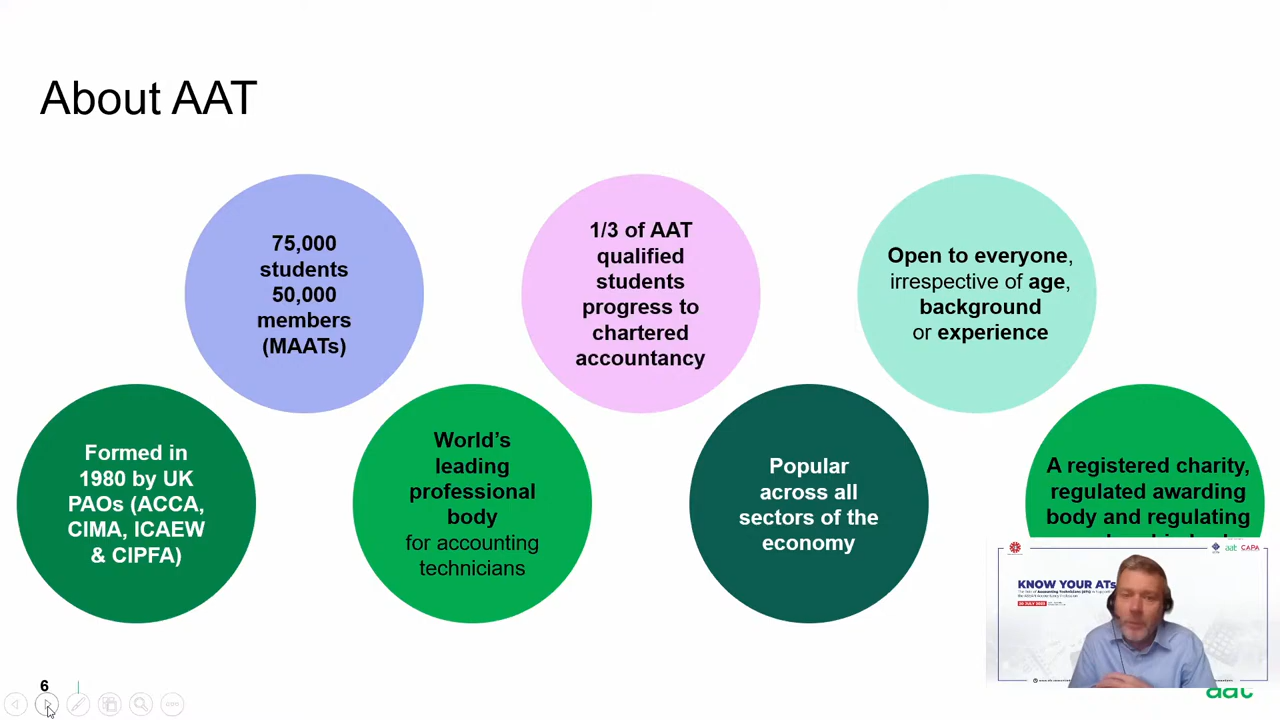 About AAT
75,000
students
50,000
members
(MAATs)
1/3 of AAT
qualified
students
progress to
chartered
accountancy
Open to everyone,
irrespective of age,
background
or experience
Formed in
1980 by UK
PAOs (ACCA,
CIMA, ICAEW
& CIPFA)
World's
leading
professional
body
for accounting
technicians
Popular
across all
sectors of the
economy
A registered charity,
regulated awarding
body and regulating
aat CAPA
KNOW YOUR ATs
20 JULY 2023
6
aat